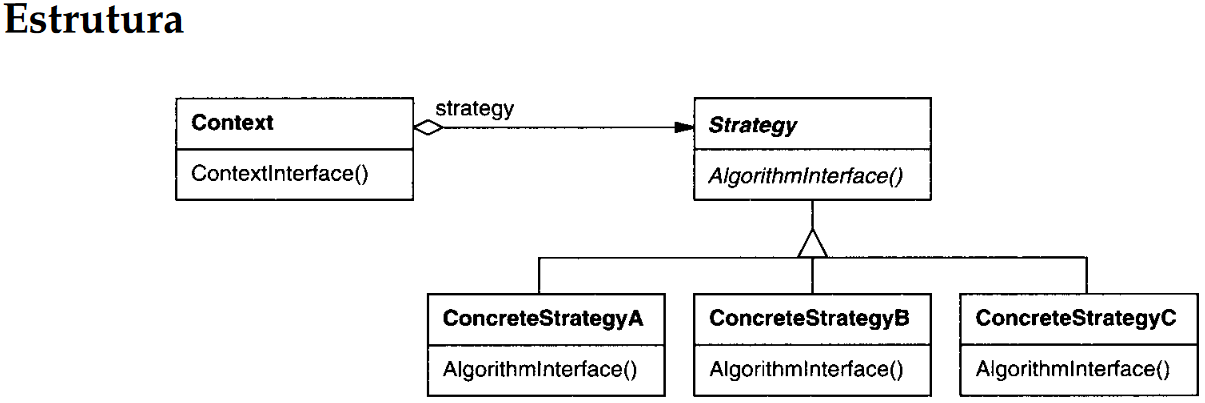 Estrutura
strategy
Context
Strategy
ContextInterface()
AlgorithmInterface()
ConcreteStrategyA
ConcreteStrategyB
ConcreteStrategyC
AlgorithmInterface()
AlgorithmInterface()
AlgorithmInterface()